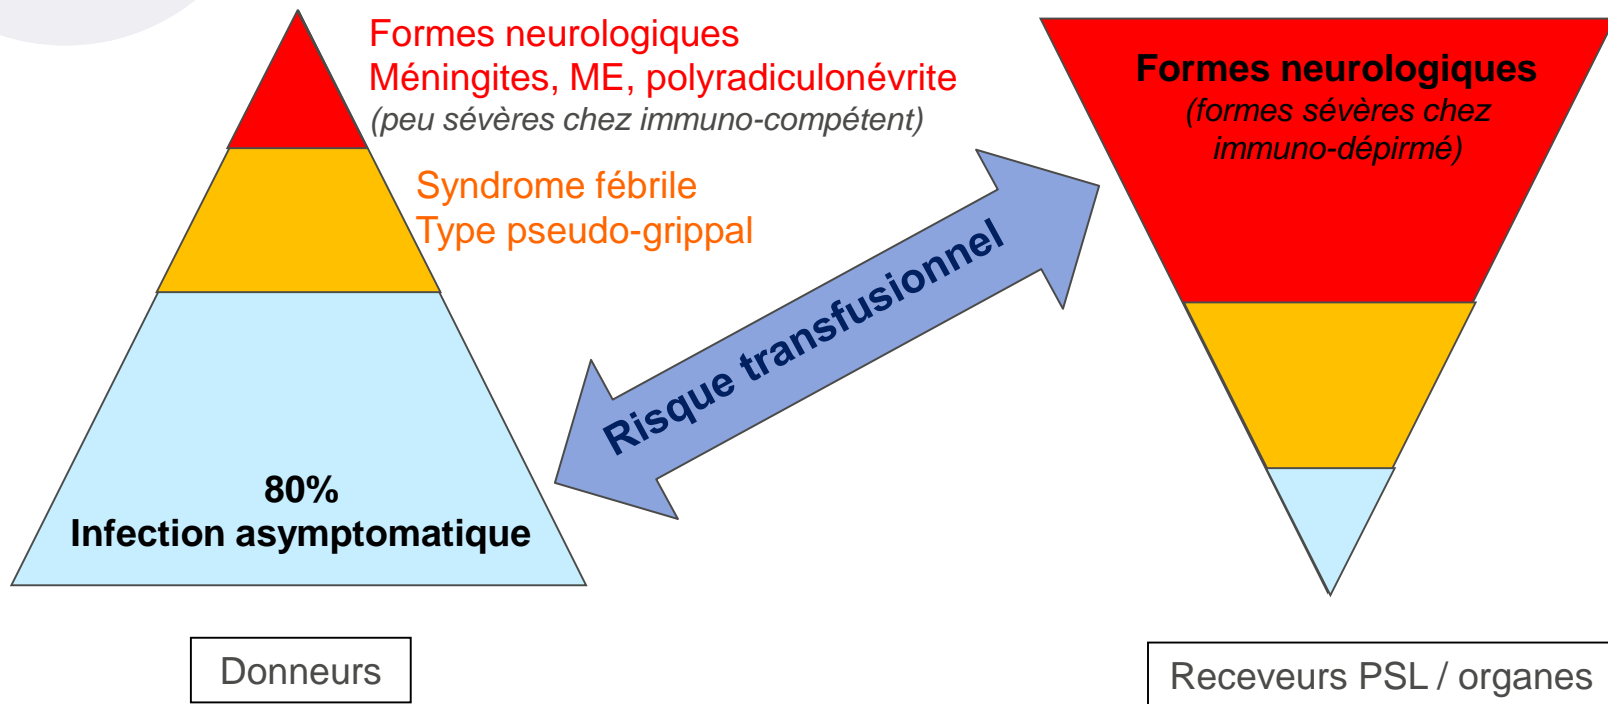 Formes neurologiques
Méningites, ME, polyradiculonévrite
(peu sévères chez immuno-compétent)
Syndrome fébrile
Type pseudo-grippal
80%
Infection asymptomatique
Donneurs
Risque transfusionnel
Formes neurologiques
(formes sévères chez
immuno-dépirmé)
Receveurs PSL / organes